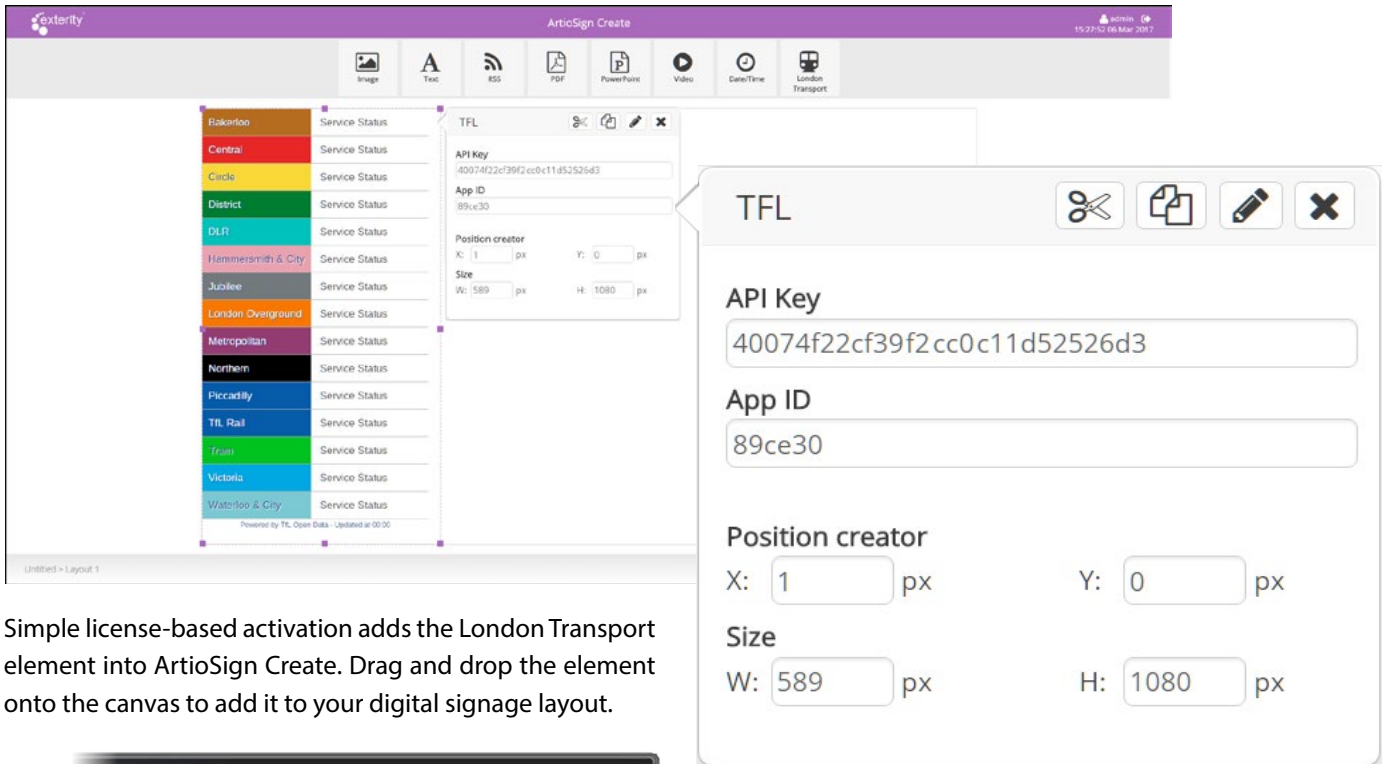 exterity
ArtioSign Create
admin
15:27:52 06 Mar 2017
Image
Text
RSS
PDF
PowerPoint
Video
Date/Time
London
Transport
Bakerloo Service Status
Central Service Status
Circle Service Status
District Service Status
DLR Service Status
Hammersmith & City Service Status
Jubilee Service Status
London Overground Service Status
Metropolitan Service Status
Northern Service Status
Piccadilly Service Status
TfL Rail Service Status
Tram Service Status
Victoria Service Status
Waterloo & City Service Status
Powered by TfL Open Data - Updated at 00:00
TFL
API Key
40074f22cf39f2cc0c11d52526d3
App ID
89ce30
Position creator
X: 1 px Y: 0 px
Size
W: 589 px H: 1080 px
Untitled > Layout 1
TFL
API Key
40074f22cf39f2cc0c11d52526d3
App ID
89ce30
Position creator
X: 1 px Y: 0 px
Size
W: 589 px H: 1080 px
Simple license-based activation adds the London Transport
element into ArtioSign Create. Drag and drop the element
onto the canvas to add it to your digital signage layout.